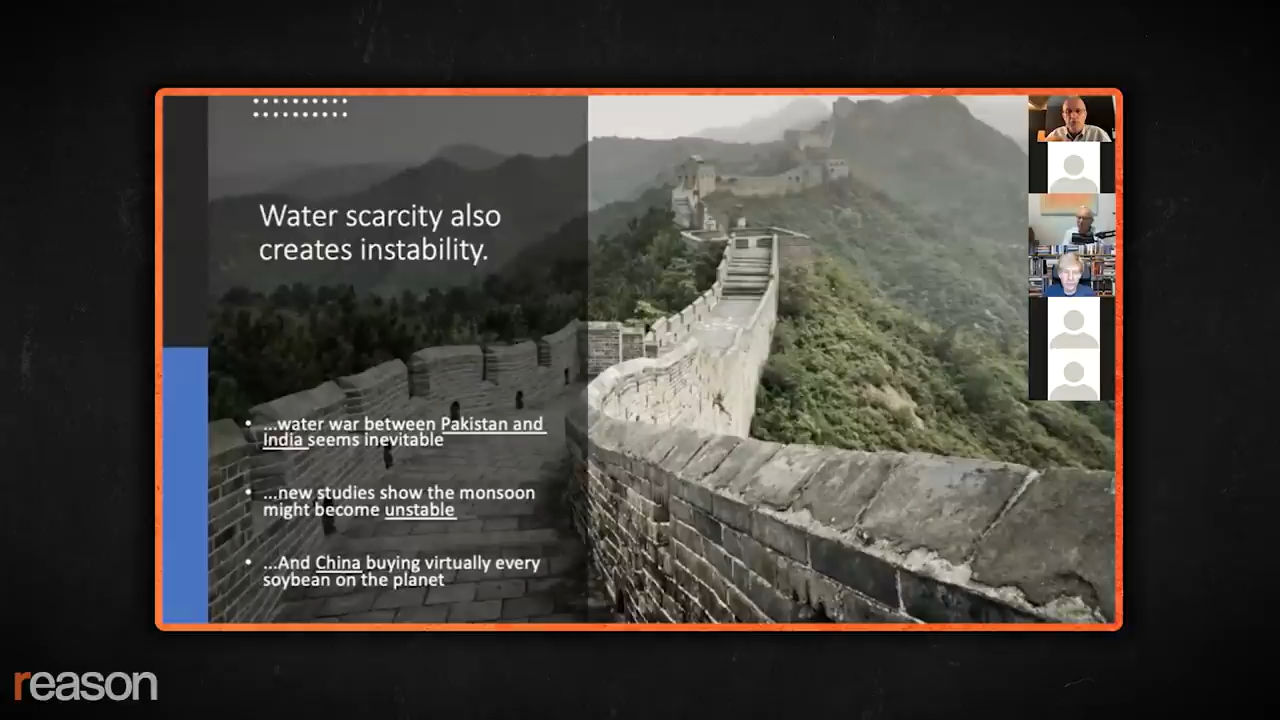 Water scarcity also
creates instability.
• ...water war between Pakistan and
India seems inevitable
• ...new studies show the monsoon
might become unstable
• ...And China buying virtually every
soybean on the planet
reason